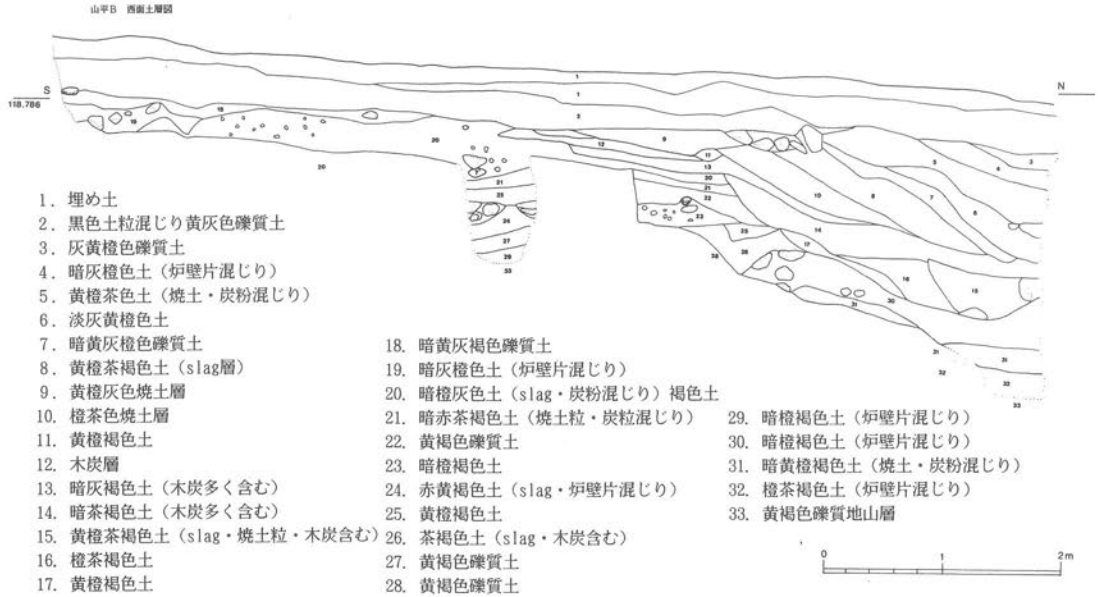 山平B 西面土層図
S
118,786
N
1. 埋め土
2. 黒色土粒混じり黄灰色礫質土
3. 灰黄橙色礫質土
4. 暗灰橙色土（炉壁片混じり）
5. 黄橙茶色土（焼土・炭粉混じり）
6. 淡灰黄橙色土
7. 暗黄灰橙色礫質土
8. 黄橙茶褐色土（slag層）
9. 黄橙灰色焼土層
10. 橙茶色焼土層
11. 黄橙褐色土
12. 木炭層
13. 暗灰褐色土（木炭多く含む）
14. 暗茶褐色土（木炭多く含む）
15. 黄橙茶褐色土（slag・焼土粒・木炭含む）
16. 橙茶褐色土
17. 黄橙褐色土
18. 暗黄灰褐色礫質土
19. 暗灰橙色土（炉壁片混じり）
20. 暗橙灰色土（slag・炭粉混じり）褐色土
21. 暗赤茶褐色土（焼土粒・炭粒混じり）
22. 黄褐色礫質土
23. 暗橙褐色土
24. 赤黄褐色土（slag・炉壁片混じり）
25. 黄橙褐色土
26. 茶褐色土（slag・木炭含む）
27. 黄褐色礫質土
28. 黄褐色礫質土
29. 暗橙褐色土（炉壁片混じり）
30. 暗橙褐色土（炉壁片混じり）
31. 暗黄橙褐色土（焼土・炭粉混じり）
32. 橙茶褐色土（炉壁片混じり）
33. 黄褐色礫質地山層
0 1 2m